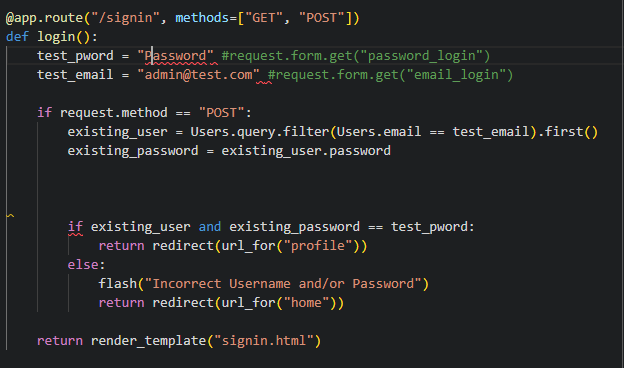 @app.route("/signin", methods=["GET", "POST"])
def login():
    test_pword = "Password" #request.form.get("password_login")
    test_email = "admin@test.com" #request.form.get("email_login")
    if request.method == "POST":
        existing_user = Users.query.filter(Users.email == test_email).first()
        existing_password = existing_user.password
        if existing_user and existing_password == test_pword:
            return redirect(url_for("profile"))
        else:
            flash("Incorrect Username and/or Password")
            return redirect(url_for("home"))
    return render_template("signin.html")